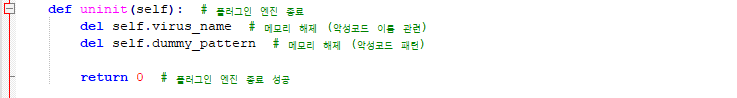 def uninit(self):  # 플러그인 엔진 종료
del self.virus_name  # 메모리 해제 (악성코드 이름 관련)
del self.dummy_pattern  # 메모리 해제 (악성코드 패턴)
return 0  # 플러그인 엔진 종료 성공